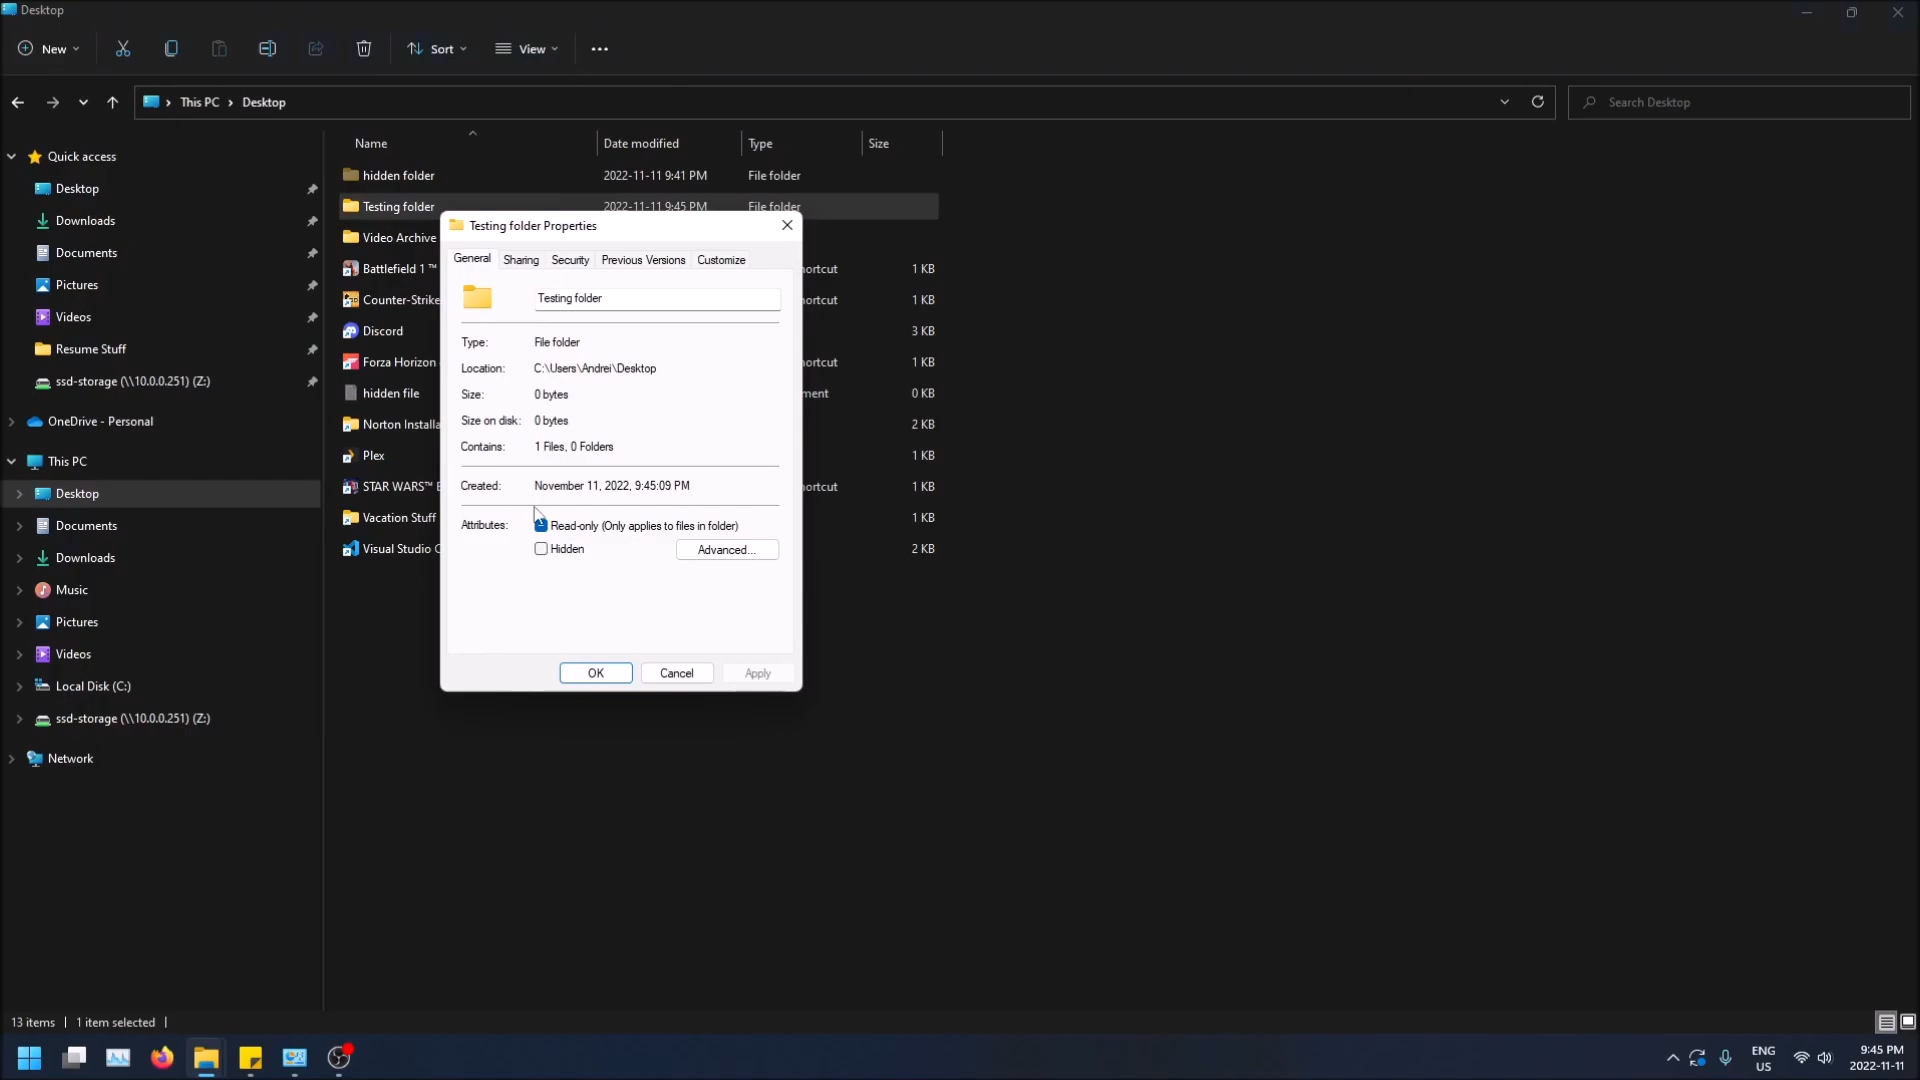 Desktop
New
Sort
View
This PC > Desktop
Search Desktop
Name
Date modified
Type
Size
Quick access
Desktop
Downloads
Documents
Pictures
Videos
Resume Stuff
ssd-storage (\\10.0.0.251) (Z:)
OneDrive - Personal
This PC
Desktop
Documents
Downloads
Music
Pictures
Videos
Local Disk (C:)
ssd-storage (\\10.0.0.251) (Z:)
Network
hidden folder 2022-11-11 9:41 PM File folder
Testing folder 2022-11-11 9:45 PM File folder
Video Archive
Battlefield 1 ™ 1 KB
Counter-Strike 1 KB
Discord 3 KB
Forza Horizon 1 KB
hidden file 0 KB
Norton 2 KB
Plex 1 KB
STAR WARS™ 1 KB
Vacation Stuff 1 KB
Visual Studio 2 KB
Testing folder Properties
General Sharing Security Previous Versions Customize
Testing folder
Type: File folder
Location: C:\Users\Andrei\Desktop
Size: 0 bytes
Size on disk: 0 bytes
Contains: 1 Files, 0 Folders
Created: November 11, 2022, 9:45:09 PM
Attributes: Read-only (Only applies to files in folder)
Hidden Advanced...
OK Cancel Apply
13 items | 1 item selected |
ENG
US
9:45 PM
2022-11-11